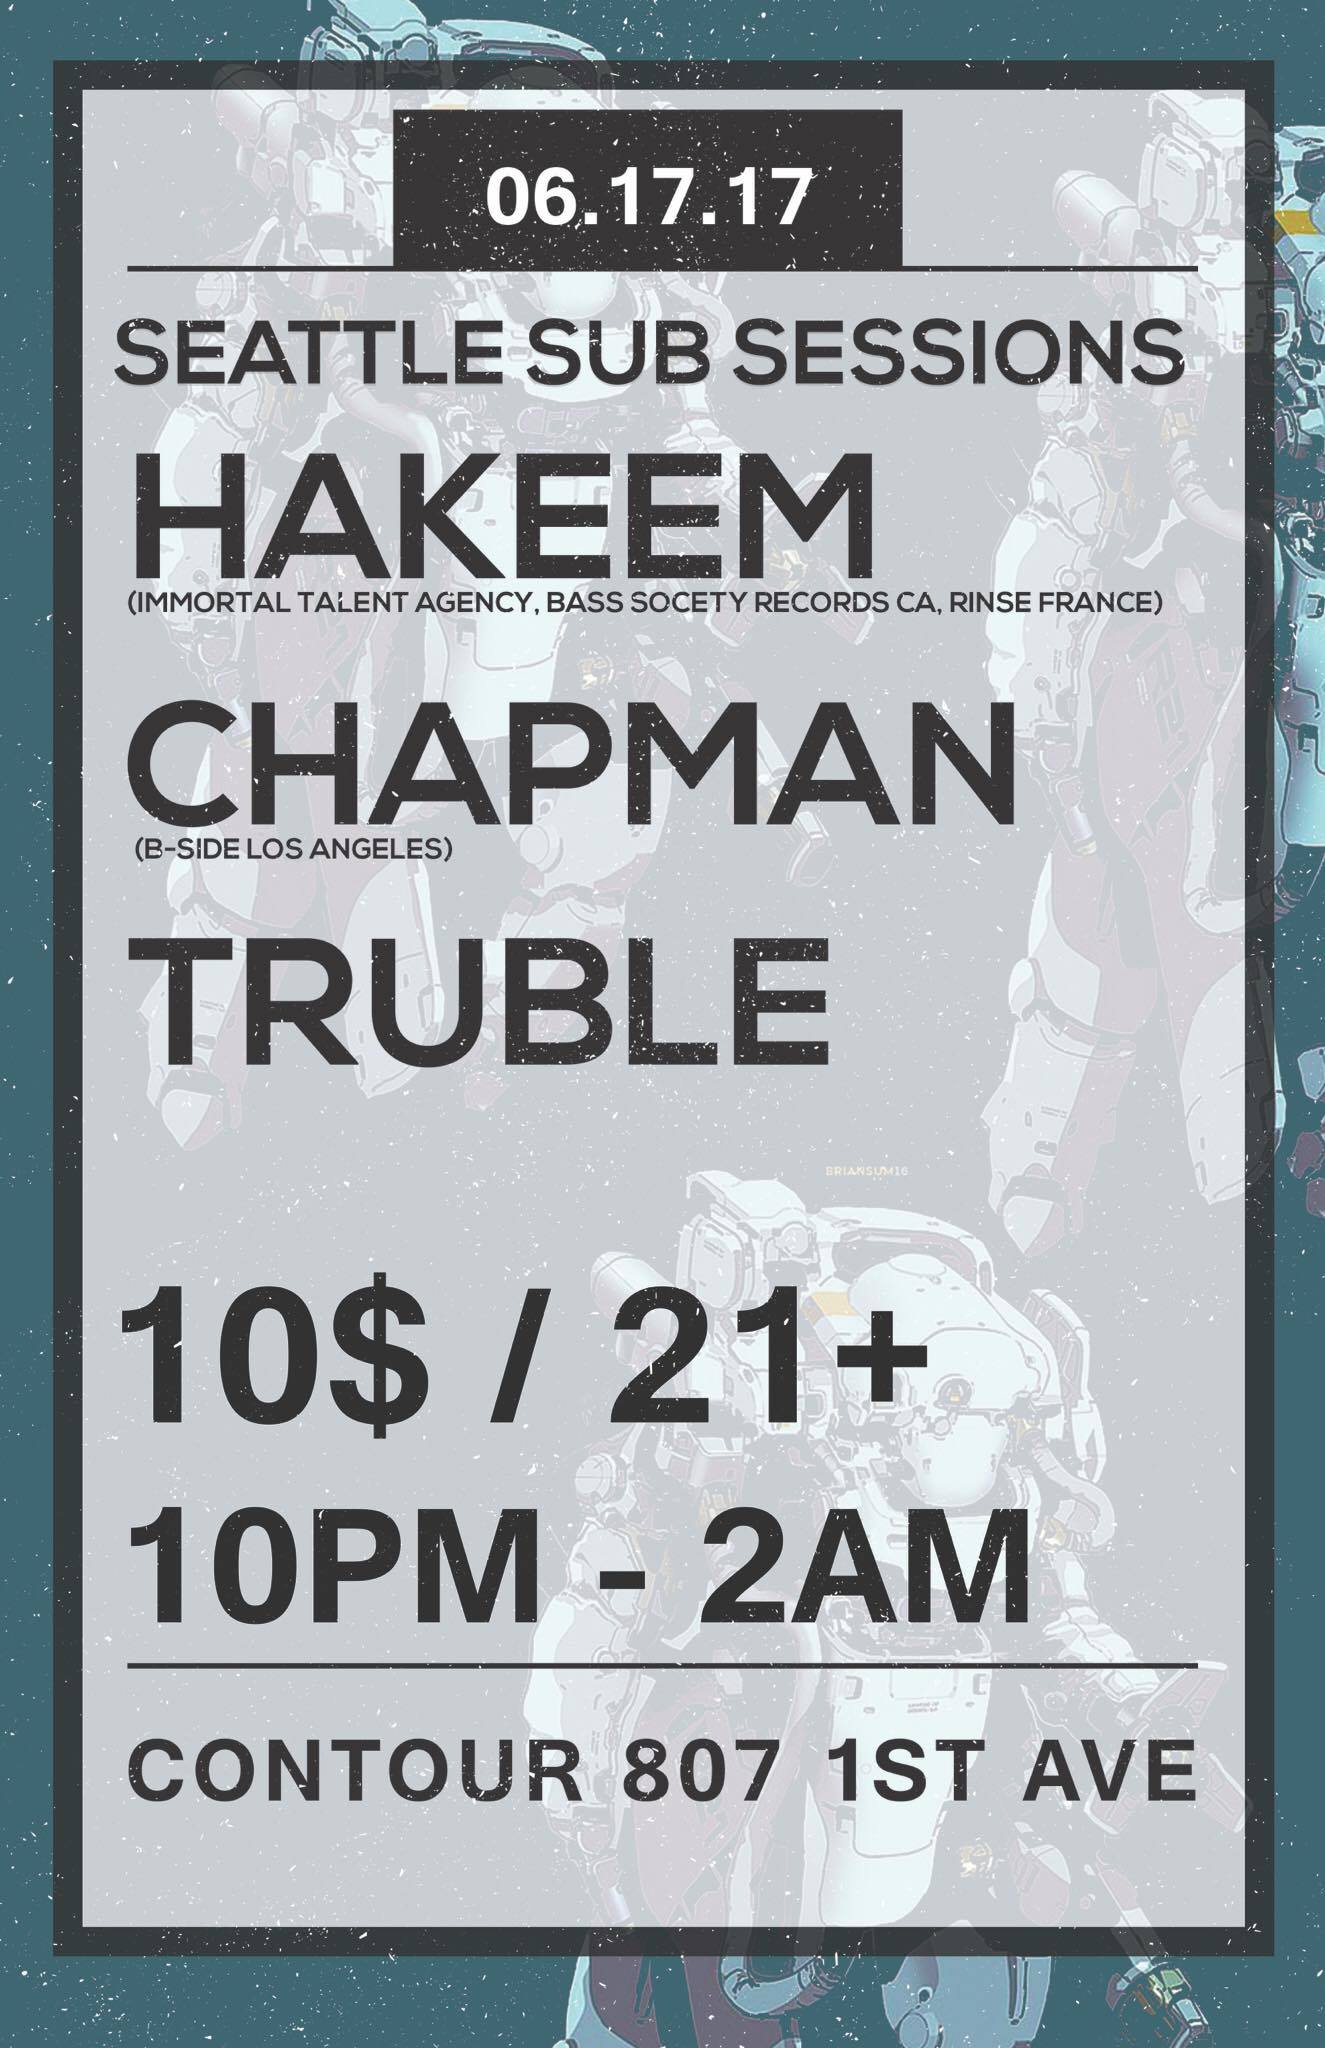 06.17.17
SEATTLE SUB SESSIONS
HAKEEM
(IMMORTAL TALENT AGENCY, BASS SOCETY RECORDS CA, RINSE FRANCE)
CHAPMAN
(B-SIDE LOS ANGELES)
TRUBLE
BRIANSUM16
10$ / 21+
10PM - 2AM
CONTOUR 807 1ST AVE